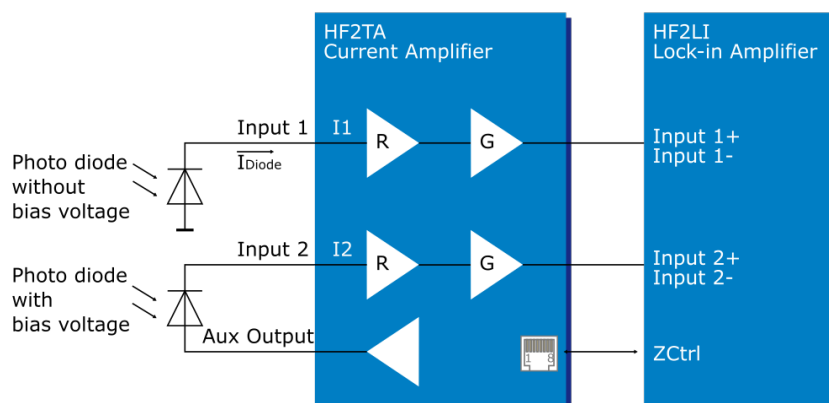 HF2TA
Current Amplifier
HF2LI
Lock-in Amplifier
Input 1
I1
R
G
Input 1+
Input 1-
IDiode
Photo diode
without
bias voltage
Input 2
I2
R
G
Input 2+
Input 2-
Photo diode
with
bias voltage
Aux Output
1 8
ZCtrl